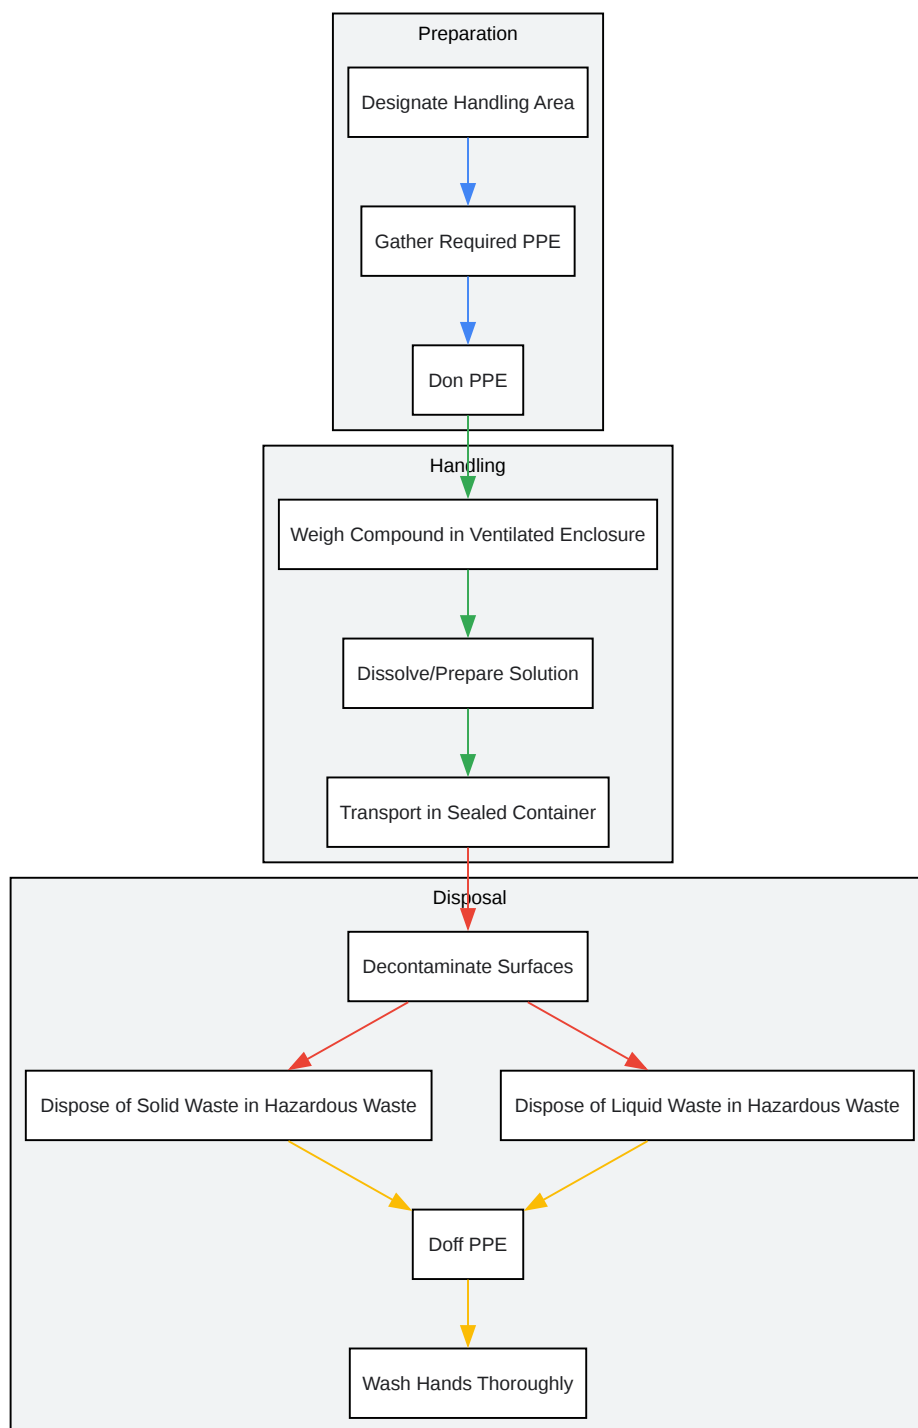 Preparation
Designate Handling Area
Gather Required PPE
Don PPE
Handling
Weigh Compound in Ventilated Enclosure
Dissolve/Prepare Solution
Transport in Sealed Container
Disposal
Decontaminate Surfaces
Dispose of Solid Waste in Hazardous Waste
Dispose of Liquid Waste in Hazardous Waste
Doff PPE
Wash Hands Thoroughly